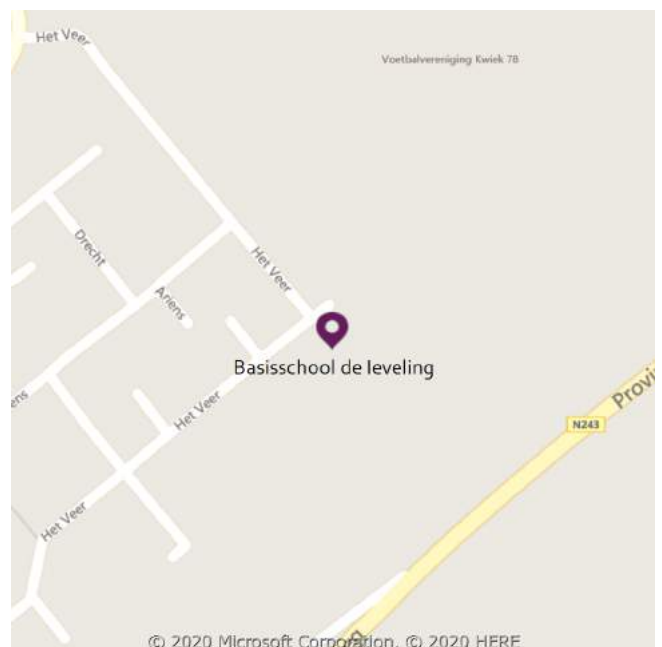 Het Veer
Voetbalvereniging Kwiek 78
Drecht
Het Veer
Ariens
Basisschool de Ieveling
Het Veer
N243
Het Veer
© 2020 Microsoft Corporation, © 2020 HERE